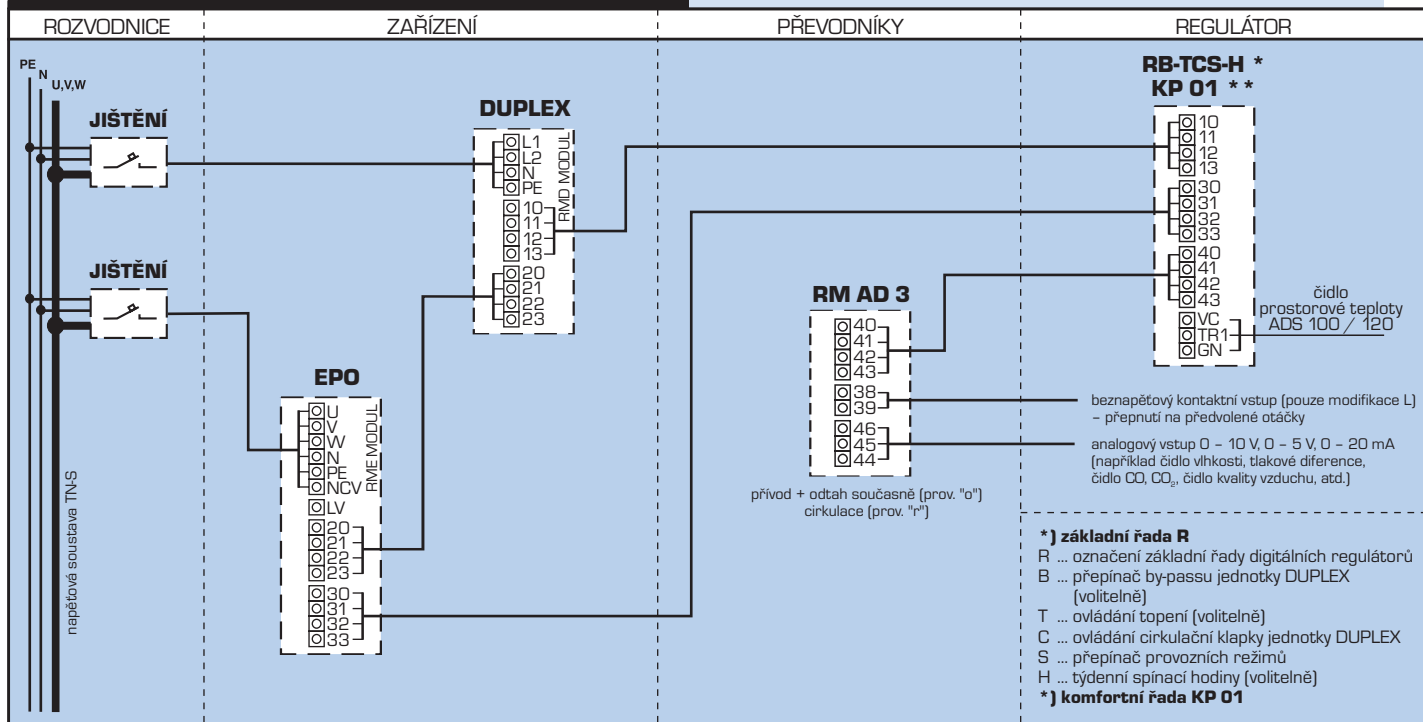 ROZVODNICE
ZAŘÍZENÍ
PŘEVODNÍKY
REGULÁTOR
PE
N
U,V,W
JIŠTĚNÍ
JIŠTĚNÍ
napěťová soustava TN-S
DUPLEX
L1
L2
N
PE
10
11
12
13
20
21
22
23
RMD MODUL
EPO
U
V
W
N
PE
NCV
LV
20
21
22
23
30
31
32
33
RME MODUL
RM AD 3
40
41
42
43
38
39
46
45
44
přívod + odtah současně (prov. "o")
cirkulace (prov. "r")
RB-TCS-H *
KP 01 * *
10
11
12
13
30
31
32
33
40
41
42
43
VC
TR1
GN
čidlo
prostorové teploty
ADS 100 / 120
beznapěťový kontaktní vstup (pouze modifikace L)
– přepnutí na předvolené otáčky
analogový vstup 0 – 10 V, 0 – 5 V, 0 – 20 mA
(například čidlo vlhkosti, tlakové diference,
čidlo CO, CO₂, čidlo kvality vzduchu, atd.)
*) základní řada R
R ... označení základní řady digitálních regulátorů
B ... přepínač by-passu jednotky DUPLEX
(volitelně)
T ... ovládání topení (volitelně)
C ... ovládání cirkulační klapky jednotky DUPLEX
S ... přepínač provozních režimů
H ... týdenní spínací hodiny (volitelně)
*) komfortní řada KP 01